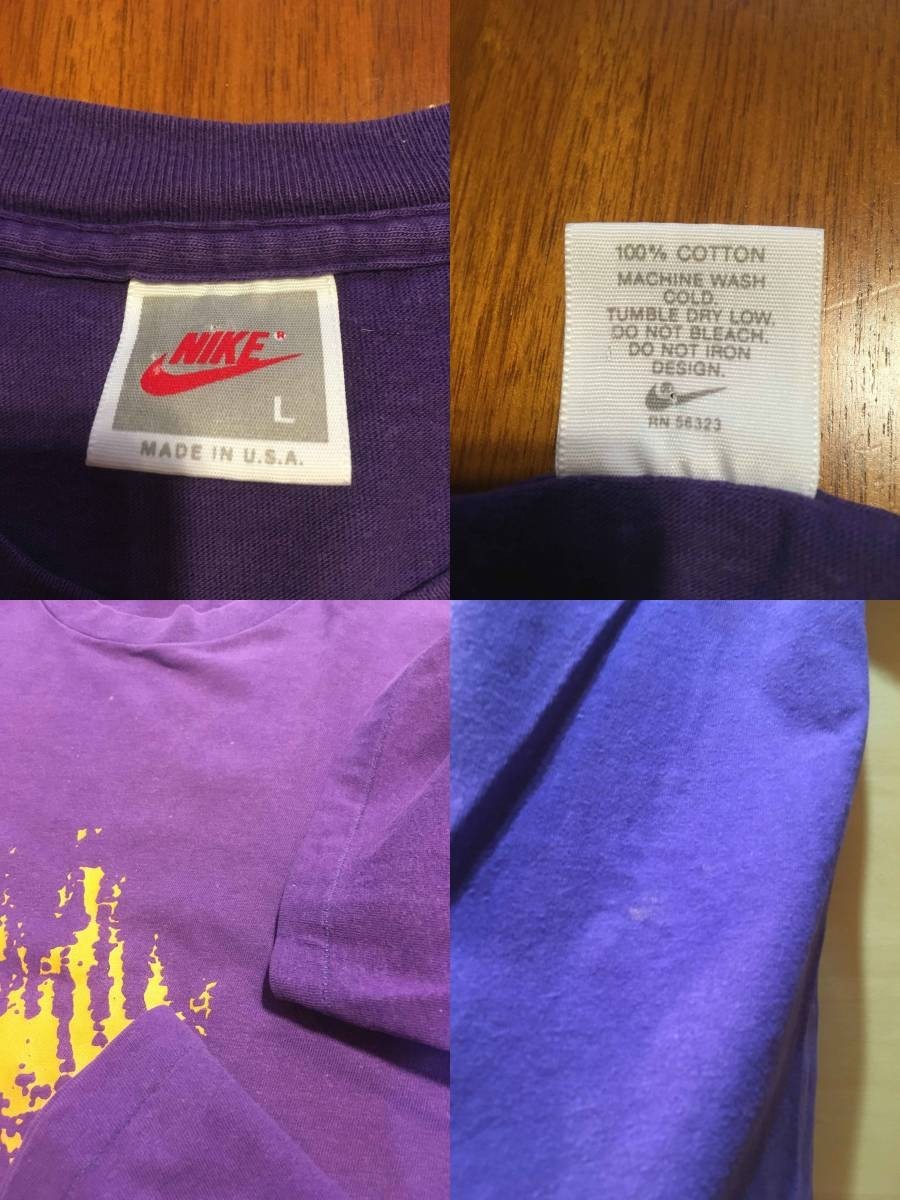 NIKE®
L
MADE IN U.S.A.
100% COTTON
MACHINE WASH
COLD.
TUMBLE DRY LOW.
DO NOT BLEACH.
DO NOT IRON
DESIGN.
RN 56323